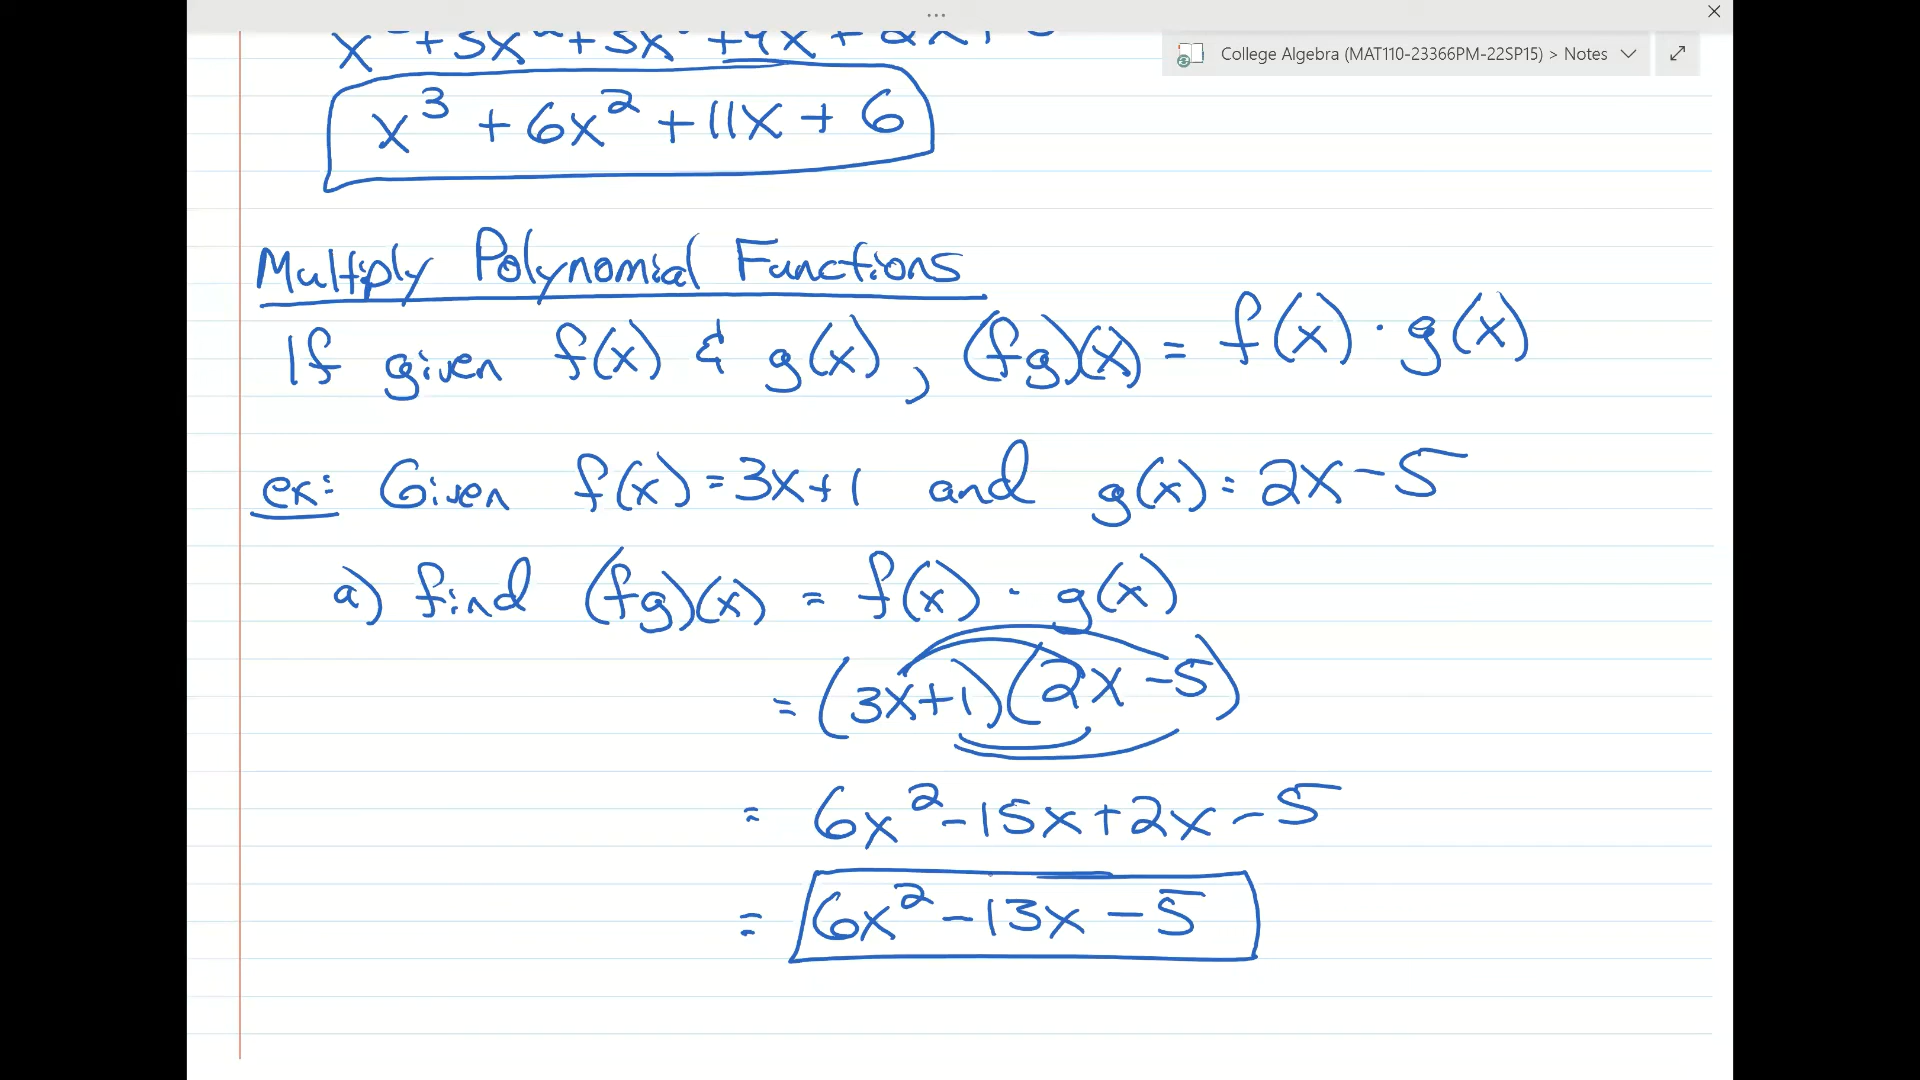 College Algebra (MAT110-23366PM-22SP15) > Notes
x³ + 6x² + 11x + 6
Multiply Polynomial Functions
If given f(x) & g(x), (fg)(x) = f(x) · g(x)
ex: Given f(x) = 3x+1 and g(x) = 2x-5
a) find (fg)(x) = f(x) · g(x)
= (3x+1)(2x-5)
= 6x²-15x+2x-5
= 6x²-13x-5